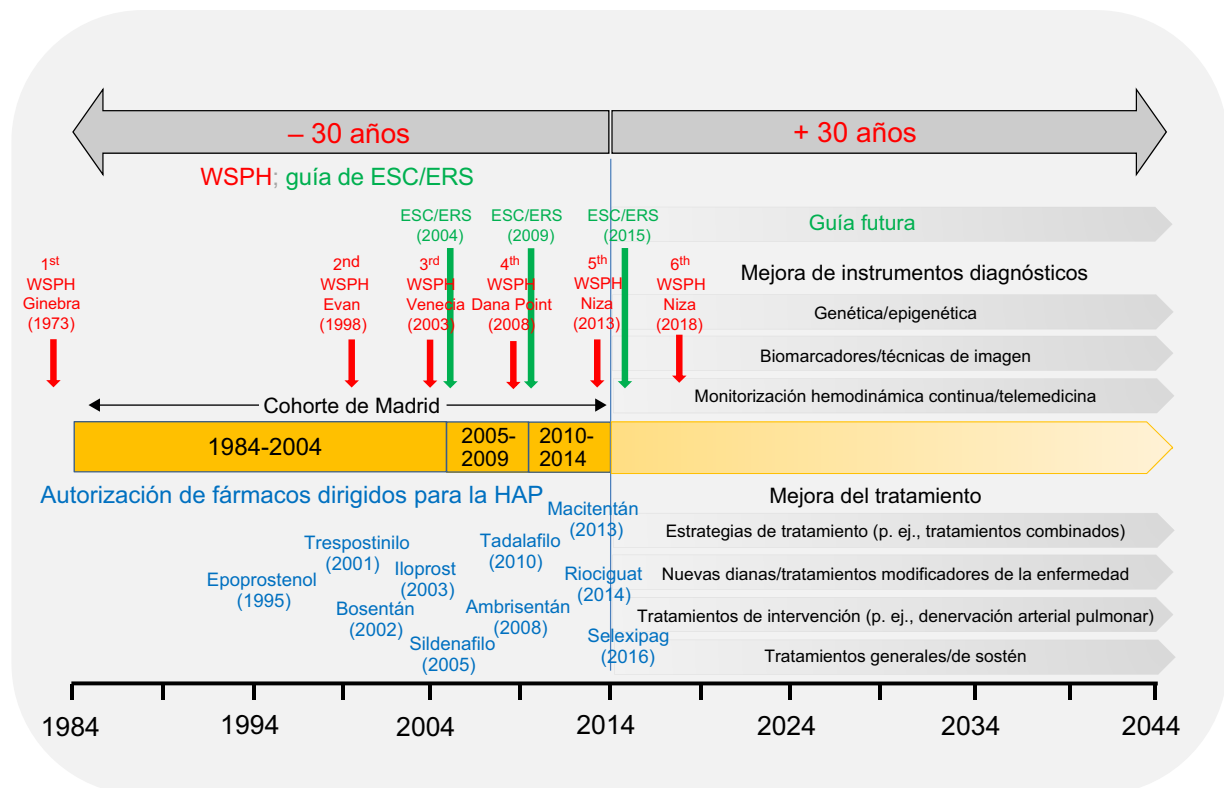 – 30 años
+ 30 años
WSPH; guía de ESC/ERS
ESC/ERS
(2004)
ESC/ERS
(2009)
ESC/ERS
(2015)
Guía futura
1st
WSPH
Ginebra
(1973)
2nd
WSPH
Evan
(1998)
3rd
WSPH
Venecia
(2003)
4th
WSPH
Dana Point
(2008)
5th
WSPH
Niza
(2013)
6th
WSPH
Niza
(2018)
Mejora de instrumentos diagnósticos
Genética/epigenética
Biomarcadores/técnicas de imagen
Monitorización hemodinámica continua/telemedicina
Cohorte de Madrid
1984-2004
2005-
2009
2010-
2014
Autorización de fármacos dirigidos para la HAP
Epoprostenol
(1995)
Trespostinilo
(2001)
Bosentán
(2002)
Iloprost
(2003)
Sildenafilo
(2005)
Tadalafilo
(2010)
Ambrisentán
(2008)
Macitentán
(2013)
Riociguat
(2014)
Selexipag
(2016)
Mejora del tratamiento
Estrategias de tratamiento (p. ej., tratamientos combinados)
Nuevas dianas/tratamientos modificadores de la enfermedad
Tratamientos de intervención (p. ej., denervación arterial pulmonar)
Tratamientos generales/de sostén
1984
1994
2004
2014
2024
2034
2044